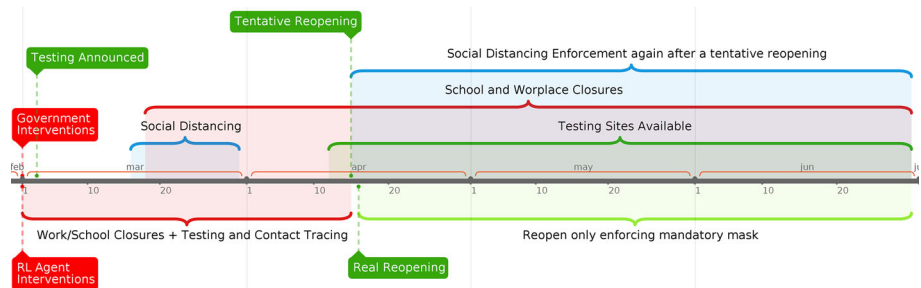 Tentative Reopening
Testing Announced
Social Distancing Enforcement again after a tentative reopening
School and Worplace Closures
Government
Interventions
Social Distancing
Testing Sites Available
feb
mar
apr
may
jun
1
10
20
1
10
20
1
10
20
1
10
20
Work/School Closures + Testing and Contact Tracing
Reopen only enforcing mandatory mask
RL Agent
Interventions
Real Reopening